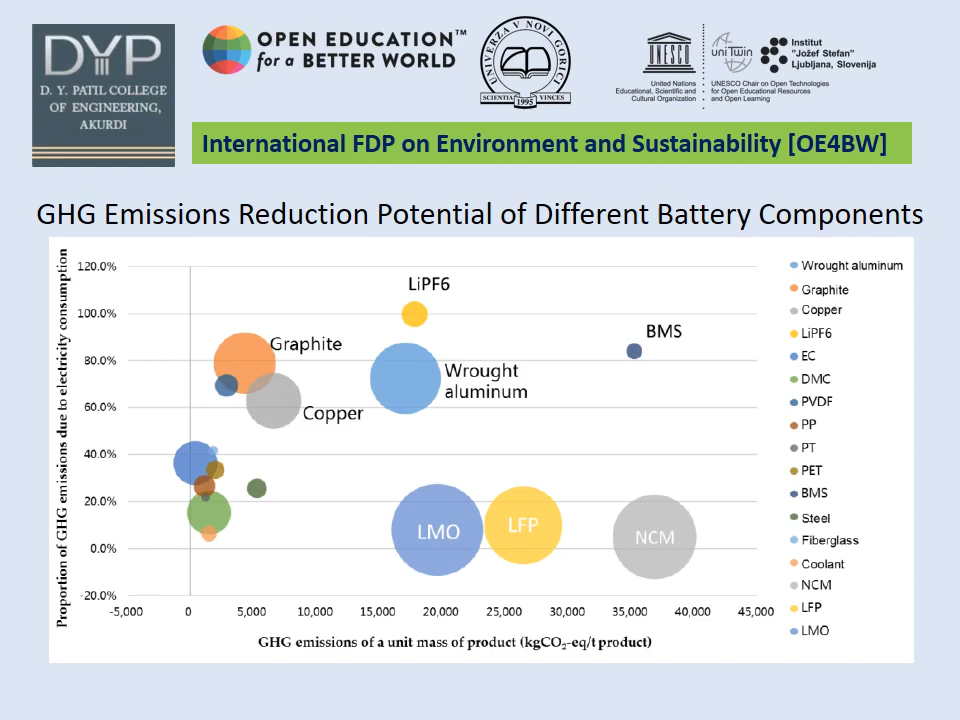 DYP
D. Y. PATIL COLLEGE
OF ENGINEERING,
AKURDI
OPEN EDUCATION™
for a BETTER WORLD
UNIVERZA V NOVI GORICI
SCIENTIA VINCES
1995
UNESCO
United Nations
Educational, Scientific and
Cultural Organization
uniTwin
UNESCO Chair on Open Technologies
for Open Educational Resources
and Open Learning
Institut
"Jožef Stefan"
Ljubljana, Slovenija
International FDP on Environment and Sustainability [OE4BW]
GHG Emissions Reduction Potential of Different Battery Components
Proportion of GHG emissions due to electricity consumption
120.0%
100.0%
80.0%
60.0%
40.0%
20.0%
0.0%
-20.0%
LiPF6
BMS
Graphite
Wrought
aluminum
Copper
LMO
LFP
NCM
-5,000
0
5,000
10,000
15,000
20,000
25,000
30,000
35,000
40,000
45,000
GHG emissions of a unit mass of product (kgCO₂-eq/t product)
Wrought aluminum
Graphite
Copper
LiPF6
EC
DMC
PVDF
PP
PT
PET
BMS
Steel
Fiberglass
Coolant
NCM
LFP
LMO